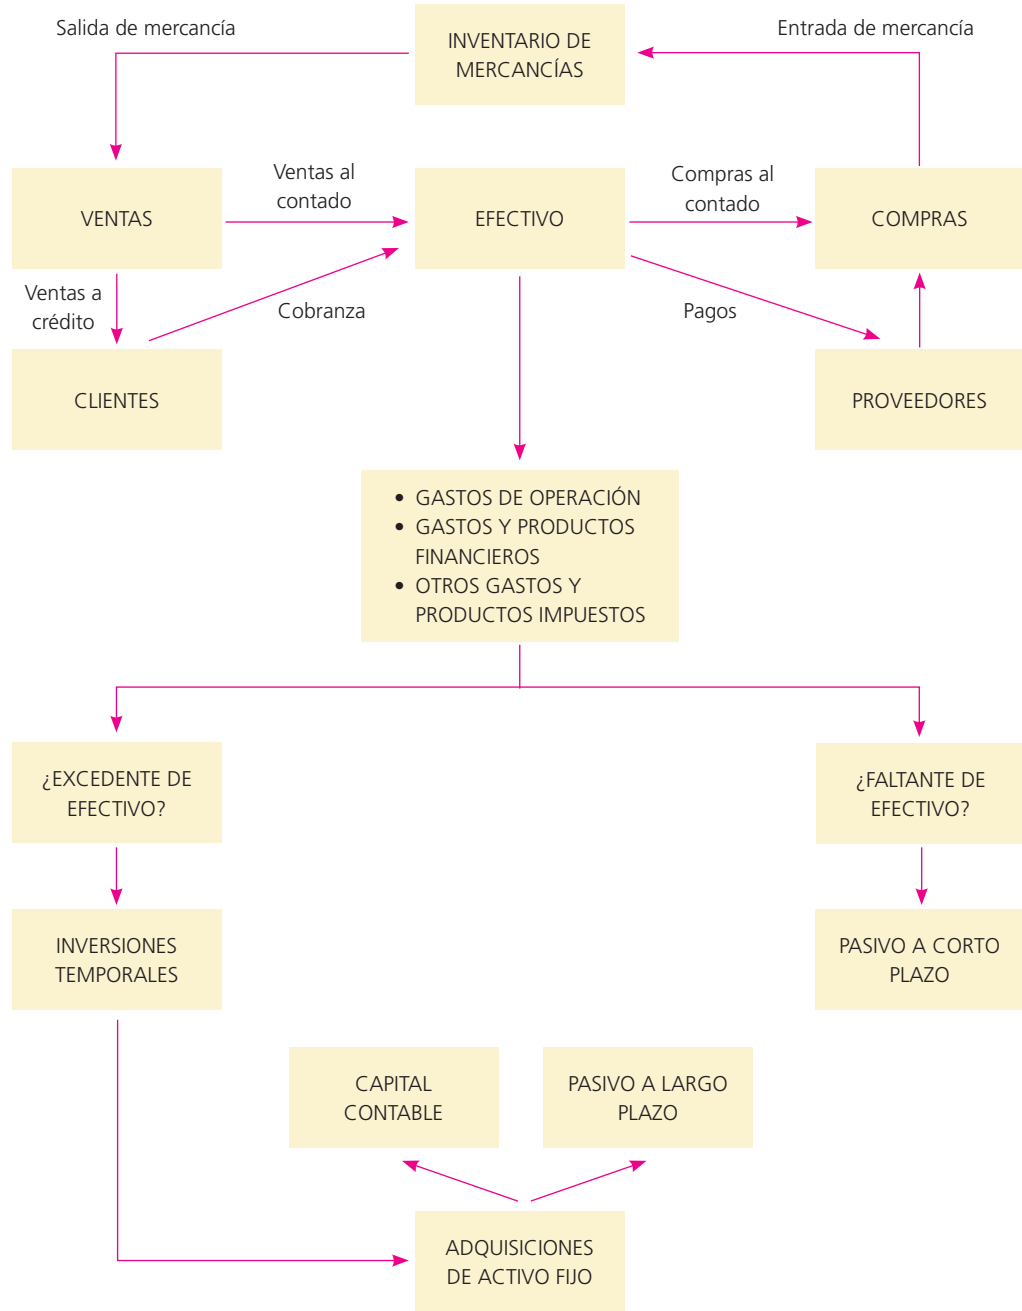 Salida de mercancía
INVENTARIO DE
MERCANCÍAS
Entrada de mercancía
VENTAS
Ventas al
contado
EFECTIVO
Compras al
contado
COMPRAS
Ventas a
crédito
Cobranza
Pagos
CLIENTES
PROVEEDORES
• GASTOS DE OPERACIÓN
• GASTOS Y PRODUCTOS
FINANCIEROS
• OTROS GASTOS Y
PRODUCTOS IMPUESTOS
¿EXCEDENTE DE
EFECTIVO?
¿FALTANTE DE
EFECTIVO?
INVERSIONES
TEMPORALES
PASIVO A CORTO
PLAZO
CAPITAL
CONTABLE
PASIVO A LARGO
PLAZO
ADQUISICIONES
DE ACTIVO FIJO